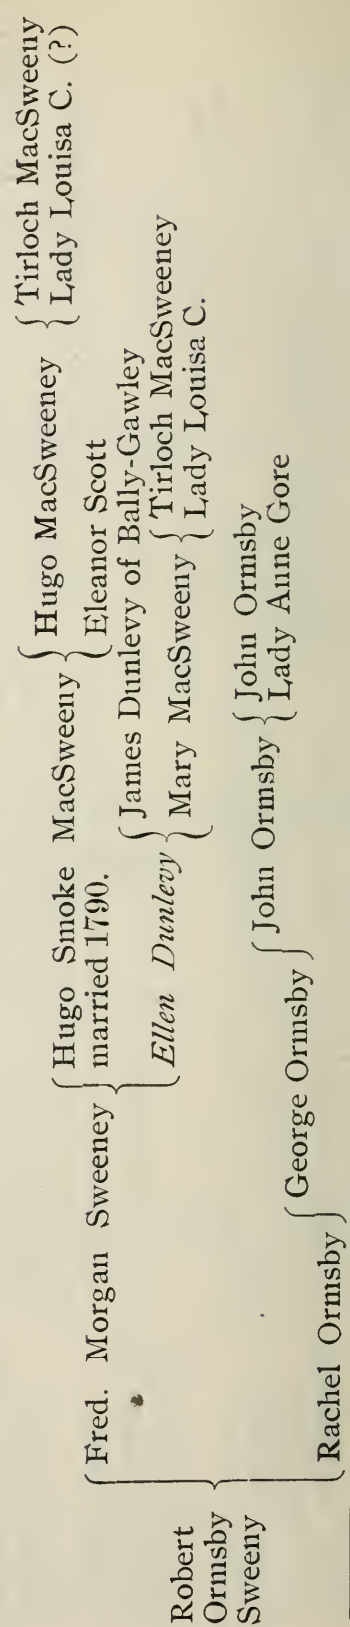 Tirloch MacSweeny
Hugo MacSweeney
Lady Louisa C. (?)
Hugo Smoke MacSweeny
married 1790.
Eleanor Scott
Fred. Morgan Sweeney
James Dunlevy of Bally-Gawley
Ellen Dunlevy
Tirloch MacSweeney
Mary MacSweeny
Lady Louisa C.
Robert
Ormsby
Sweeny
John Ormsby
John Ormsby
Lady Anne Gore
George Ormsby
Rachel Ormsby